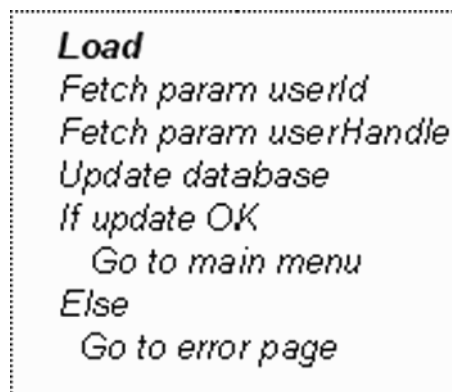 Load
Fetch param userId
Fetch param userHandle
Update database
If update OK
Go to main menu
Else
Go to error page